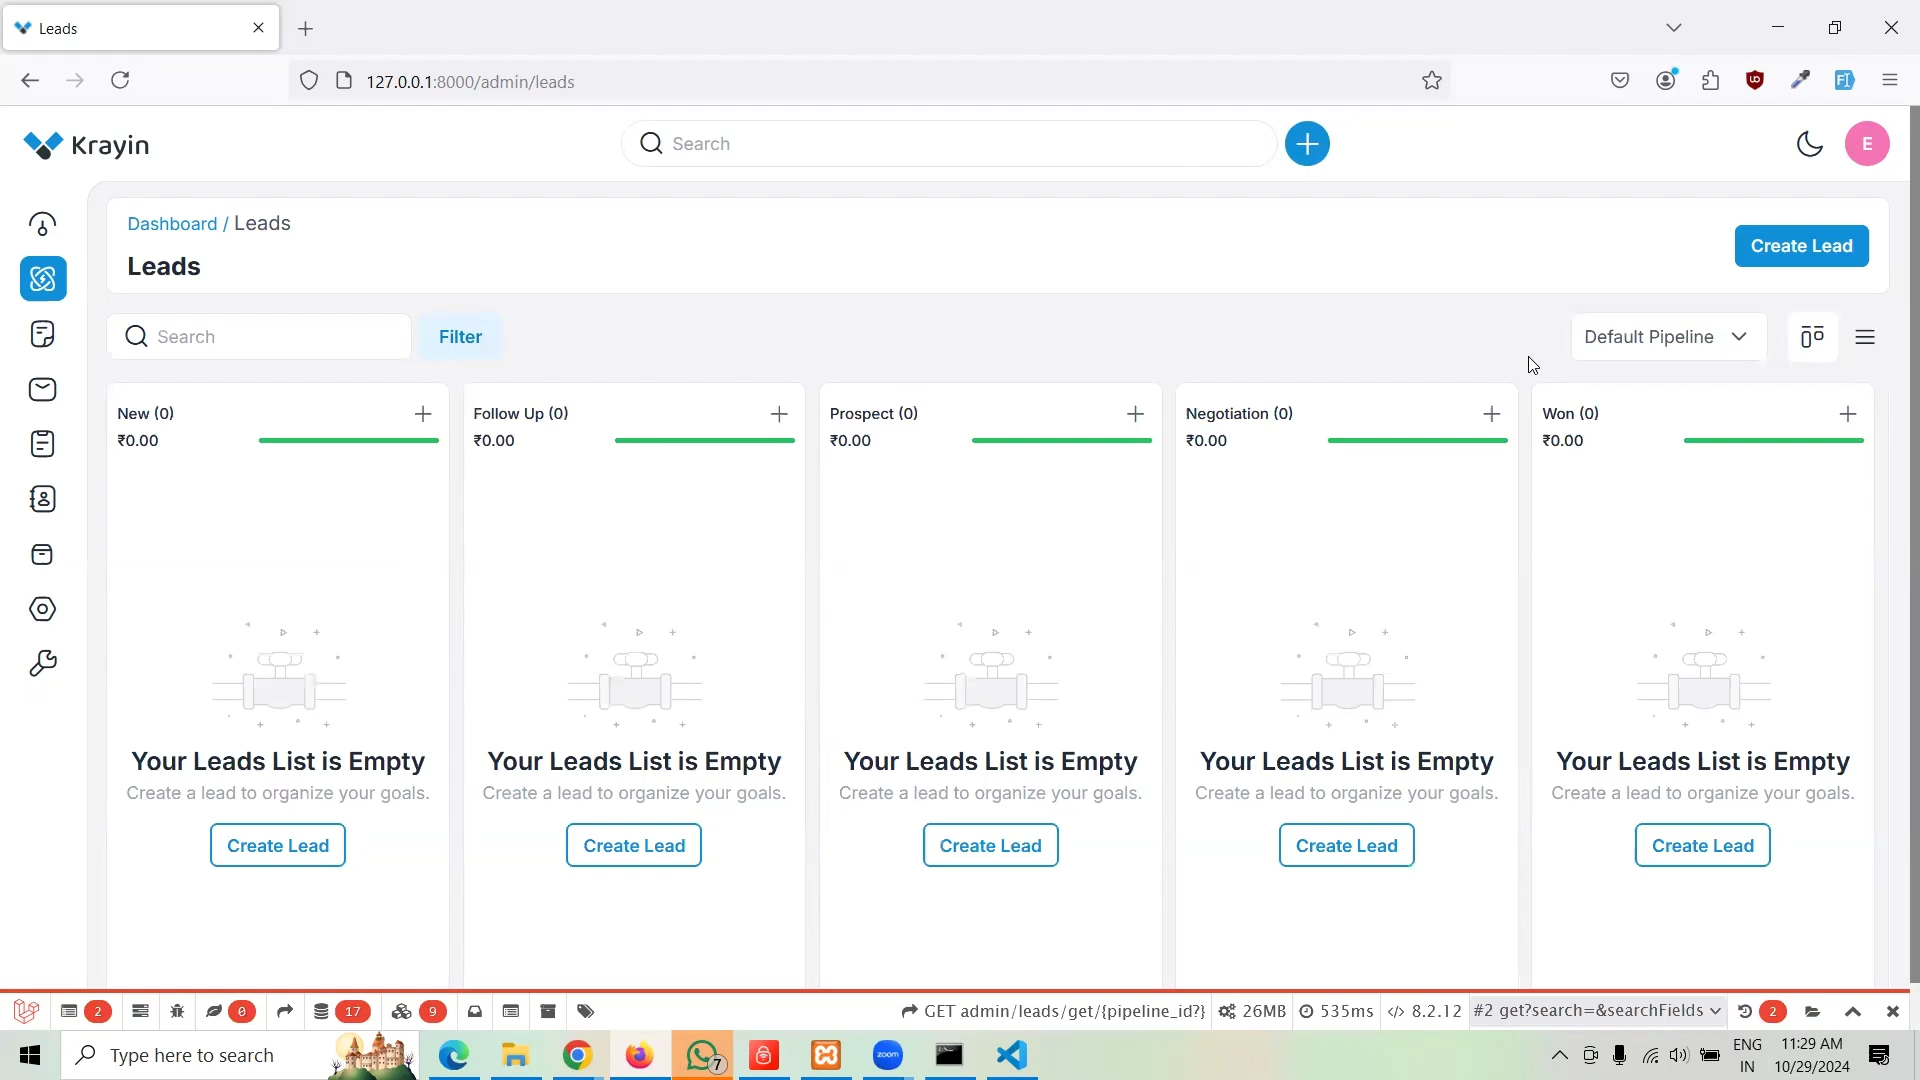 Leads
127.0.0.1:8000/admin/leads
Krayin
Search
E
Dashboard / Leads
Leads
Create Lead
Search
Filter
Default Pipeline
New (0)
₹0.00
Follow Up (0)
₹0.00
Prospect (0)
₹0.00
Negotiation (0)
₹0.00
Won (0)
₹0.00
Your Leads List is Empty
Create a lead to organize your goals.
Create Lead
Your Leads List is Empty
Create a lead to organize your goals.
Create Lead
Your Leads List is Empty
Create a lead to organize your goals.
Create Lead
Your Leads List is Empty
Create a lead to organize your goals.
Create Lead
Your Leads List is Empty
Create a lead to organize your goals.
Create Lead
2
0
17
9
GET admin/leads/get/{pipeline_id?}
26MB
535ms
8.2.12
#2 get?search=&searchFields
2
Type here to search
7
zoom
ENG
IN
11:29 AM
10/29/2024